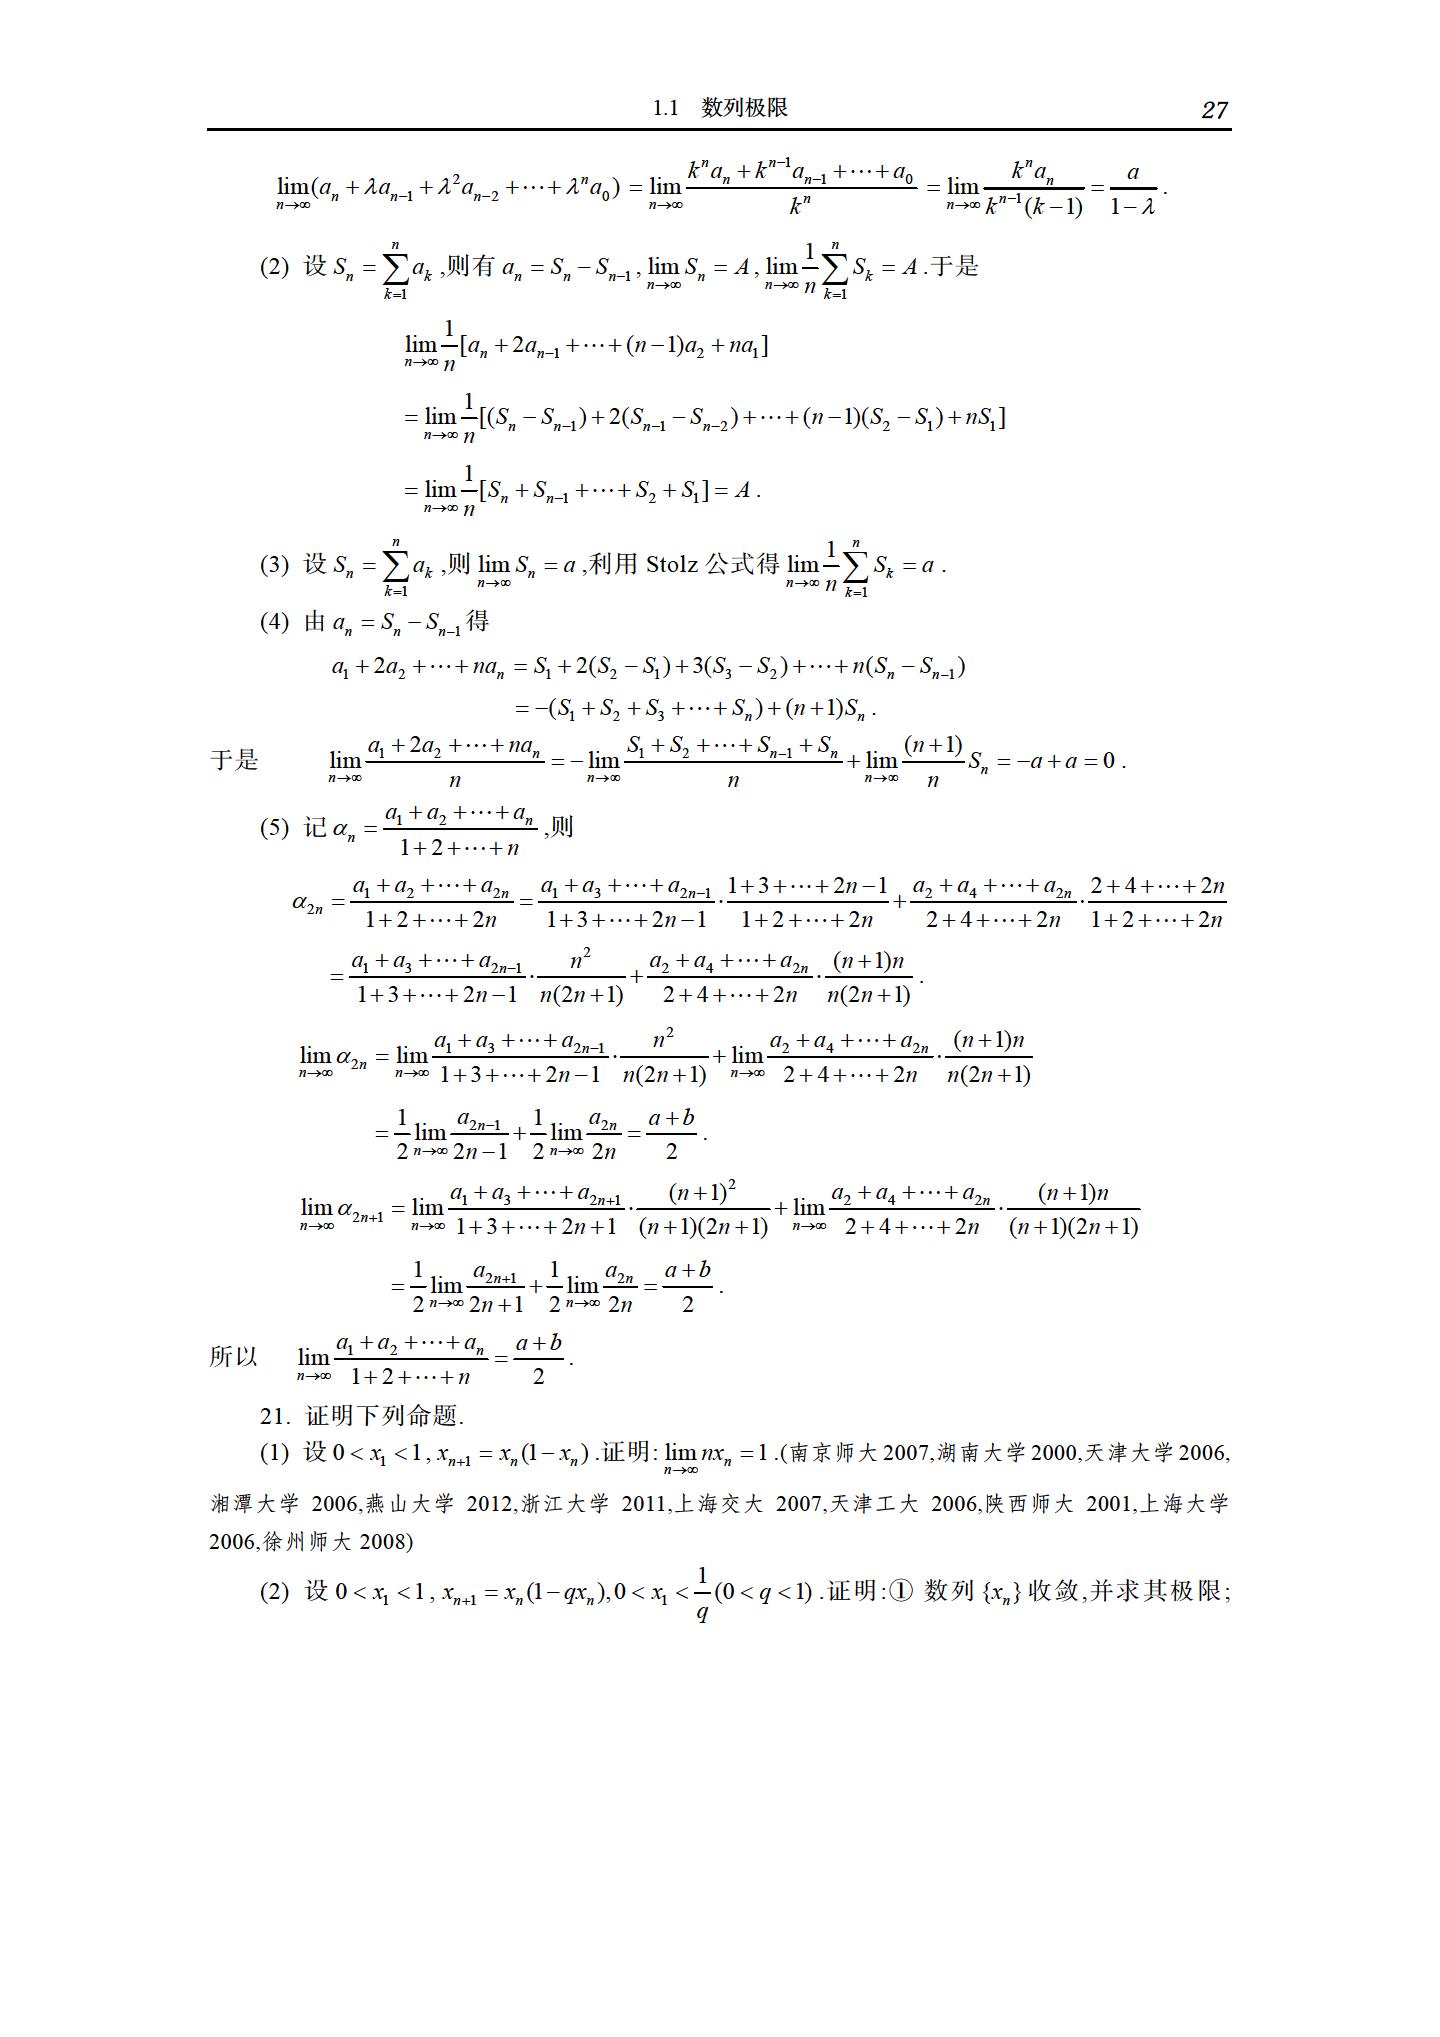 1.1 数列极限 27
$\lim_{n\to\infty}(a_n+\lambda a_{n-1}+\lambda^2 a_{n-2}+\cdots+\lambda^n a_0)=\lim_{n\to\infty}\frac{k^n a_n+k^{n-1}a_{n-1}+\cdots+a_0}{k^n}=\lim_{n\to\infty}\frac{k^n a_n}{k^{n-1}(k-1)}=\frac{a}{1-\lambda}.$
(2) 设 $S_n=\sum_{k=1}^{n}a_k$ ,则有 $a_n=S_n-S_{n-1}$, $\lim_{n\to\infty}S_n=A$, $\lim_{n\to\infty}\frac{1}{n}\sum_{k=1}^{n}S_k=A$ .于是
$\lim_{n\to\infty}\frac{1}{n}[a_n+2a_{n-1}+\cdots+(n-1)a_2+na_1]$
$=\lim_{n\to\infty}\frac{1}{n}[(S_n-S_{n-1})+2(S_{n-1}-S_{n-2})+\cdots+(n-1)(S_2-S_1)+nS_1]$
$=\lim_{n\to\infty}\frac{1}{n}[S_n+S_{n-1}+\cdots+S_2+S_1]=A.$
(3) 设 $S_n=\sum_{k=1}^{n}a_k$ ,则 $\lim_{n\to\infty}S_n=a$ ,利用 Stolz 公式得 $\lim_{n\to\infty}\frac{1}{n}\sum_{k=1}^{n}S_k=a$ .
(4) 由 $a_n=S_n-S_{n-1}$ 得
$a_1+2a_2+\cdots+na_n=S_1+2(S_2-S_1)+3(S_3-S_2)+\cdots+n(S_n-S_{n-1})$
$=-(S_1+S_2+S_3+\cdots+S_n)+(n+1)S_n.$
于是 $\lim_{n\to\infty}\frac{a_1+2a_2+\cdots+na_n}{n}=-\lim_{n\to\infty}\frac{S_1+S_2+\cdots+S_{n-1}+S_n}{n}+\lim_{n\to\infty}\frac{(n+1)}{n}S_n=-a+a=0.$
(5) 记 $\alpha_n=\frac{a_1+a_2+\cdots+a_n}{1+2+\cdots+n}$ ,则
$\alpha_{2n}=\frac{a_1+a_2+\cdots+a_{2n}}{1+2+\cdots+2n}=\frac{a_1+a_3+\cdots+a_{2n-1}}{1+3+\cdots+2n-1}\cdot\frac{1+3+\cdots+2n-1}{1+2+\cdots+2n}+\frac{a_2+a_4+\cdots+a_{2n}}{2+4+\cdots+2n}\cdot\frac{2+4+\cdots+2n}{1+2+\cdots+2n}$
$=\frac{a_1+a_3+\cdots+a_{2n-1}}{1+3+\cdots+2n-1}\cdot\frac{n^2}{n(2n+1)}+\frac{a_2+a_4+\cdots+a_{2n}}{2+4+\cdots+2n}\cdot\frac{(n+1)n}{n(2n+1)}.$
$\lim_{n\to\infty}\alpha_{2n}=\lim_{n\to\infty}\frac{a_1+a_3+\cdots+a_{2n-1}}{1+3+\cdots+2n-1}\cdot\frac{n^2}{n(2n+1)}+\lim_{n\to\infty}\frac{a_2+a_4+\cdots+a_{2n}}{2+4+\cdots+2n}\cdot\frac{(n+1)n}{n(2n+1)}$
$=\frac{1}{2}\lim_{n\to\infty}\frac{a_{2n-1}}{2n-1}+\frac{1}{2}\lim_{n\to\infty}\frac{a_{2n}}{2n}=\frac{a+b}{2}.$
$\lim_{n\to\infty}\alpha_{2n+1}=\lim_{n\to\infty}\frac{a_1+a_3+\cdots+a_{2n+1}}{1+3+\cdots+2n+1}\cdot\frac{(n+1)^2}{(n+1)(2n+1)}+\lim_{n\to\infty}\frac{a_2+a_4+\cdots+a_{2n}}{2+4+\cdots+2n}\cdot\frac{(n+1)n}{(n+1)(2n+1)}$
$=\frac{1}{2}\lim_{n\to\infty}\frac{a_{2n+1}}{2n+1}+\frac{1}{2}\lim_{n\to\infty}\frac{a_{2n}}{2n}=\frac{a+b}{2}.$
所以 $\lim_{n\to\infty}\frac{a_1+a_2+\cdots+a_n}{1+2+\cdots+n}=\frac{a+b}{2}.$
21. 证明下列命题.
(1) 设 $0<x_1<1$, $x_{n+1}=x_n(1-x_n)$ .证明: $\lim_{n\to\infty}nx_n=1$ .(南京师大 2007,湖南大学 2000,天津大学 2006,
湘潭大学 2006,燕山大学 2012,浙江大学 2011,上海交大 2007,天津工大 2006,陕西师大 2001,上海大学
2006,徐州师大 2008)
(2) 设 $0<x_1<1$, $x_{n+1}=x_n(1-qx_n),0<x_1<\frac{1}{q}(0<q<1)$ .证明:① 数列 $\{x_n\}$ 收敛,并求其极限;